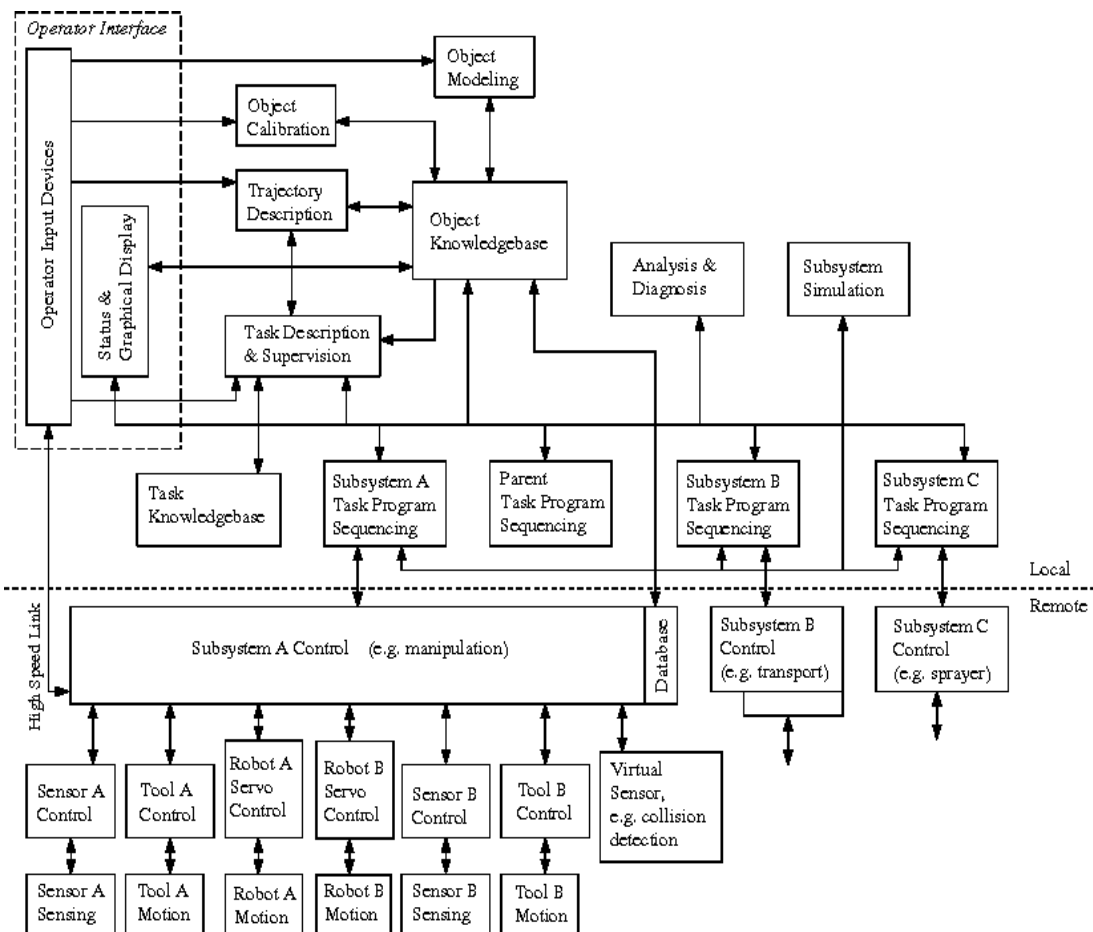 Operator Interface
Operator Input Devices
Status &
Graphical Display
Object
Modeling
Object
Calibration
Trajectory
Description
Object
Knowledgebase
Analysis &
Diagnosis
Subsystem
Simulation
Task Description
& Supervision
Task
Knowledgebase
Subsystem A
Task Program
Sequencing
Parent
Task Program
Sequencing
Subsystem B
Task Program
Sequencing
Subsystem C
Task Program
Sequencing
Local
Remote
High Speed Link
Subsystem A Control (e.g. manipulation)
Database
Subsystem B
Control
(e.g. transport)
Subsystem C
Control
(e.g. sprayer)
Sensor A
Control
Tool A
Control
Robot A
Servo
Control
Robot B
Servo
Control
Sensor B
Control
Tool B
Control
Virtual
Sensor,
e.g. collision
detection
Sensor A
Sensing
Tool A
Motion
Robot A
Motion
Robot B
Motion
Sensor B
Sensing
Tool B
Motion